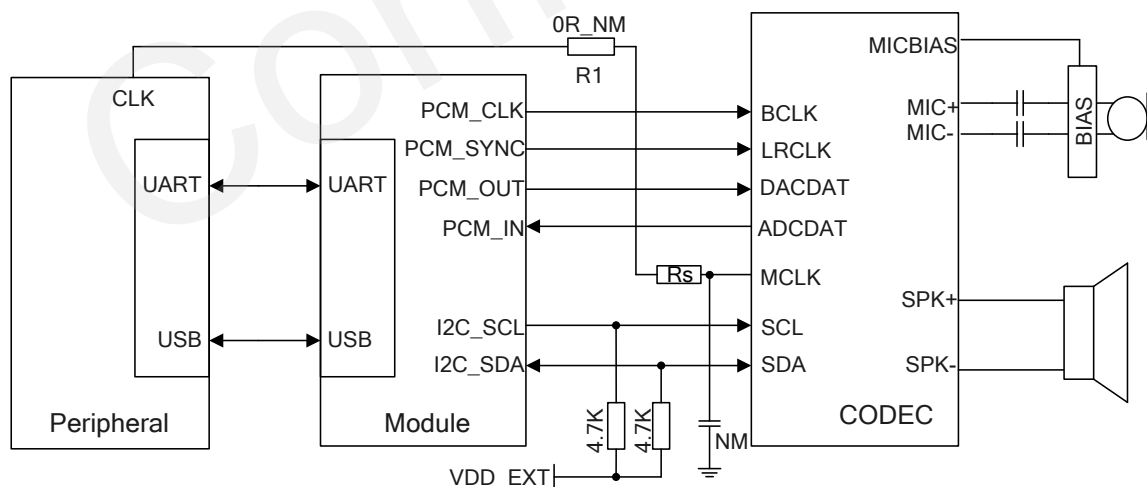 0R_NM
R1
CLK
UART
USB
Peripheral
UART
USB
Module
PCM_CLK
PCM_SYNC
PCM_OUT
PCM_IN
I2C_SCL
I2C_SDA
Rs
4.7K
4.7K
NM
VDD_EXT
BCLK
LRCLK
DACDAT
ADCDAT
MCLK
SCL
SDA
CODEC
MICBIAS
MIC+
MIC-
BIAS
SPK+
SPK-